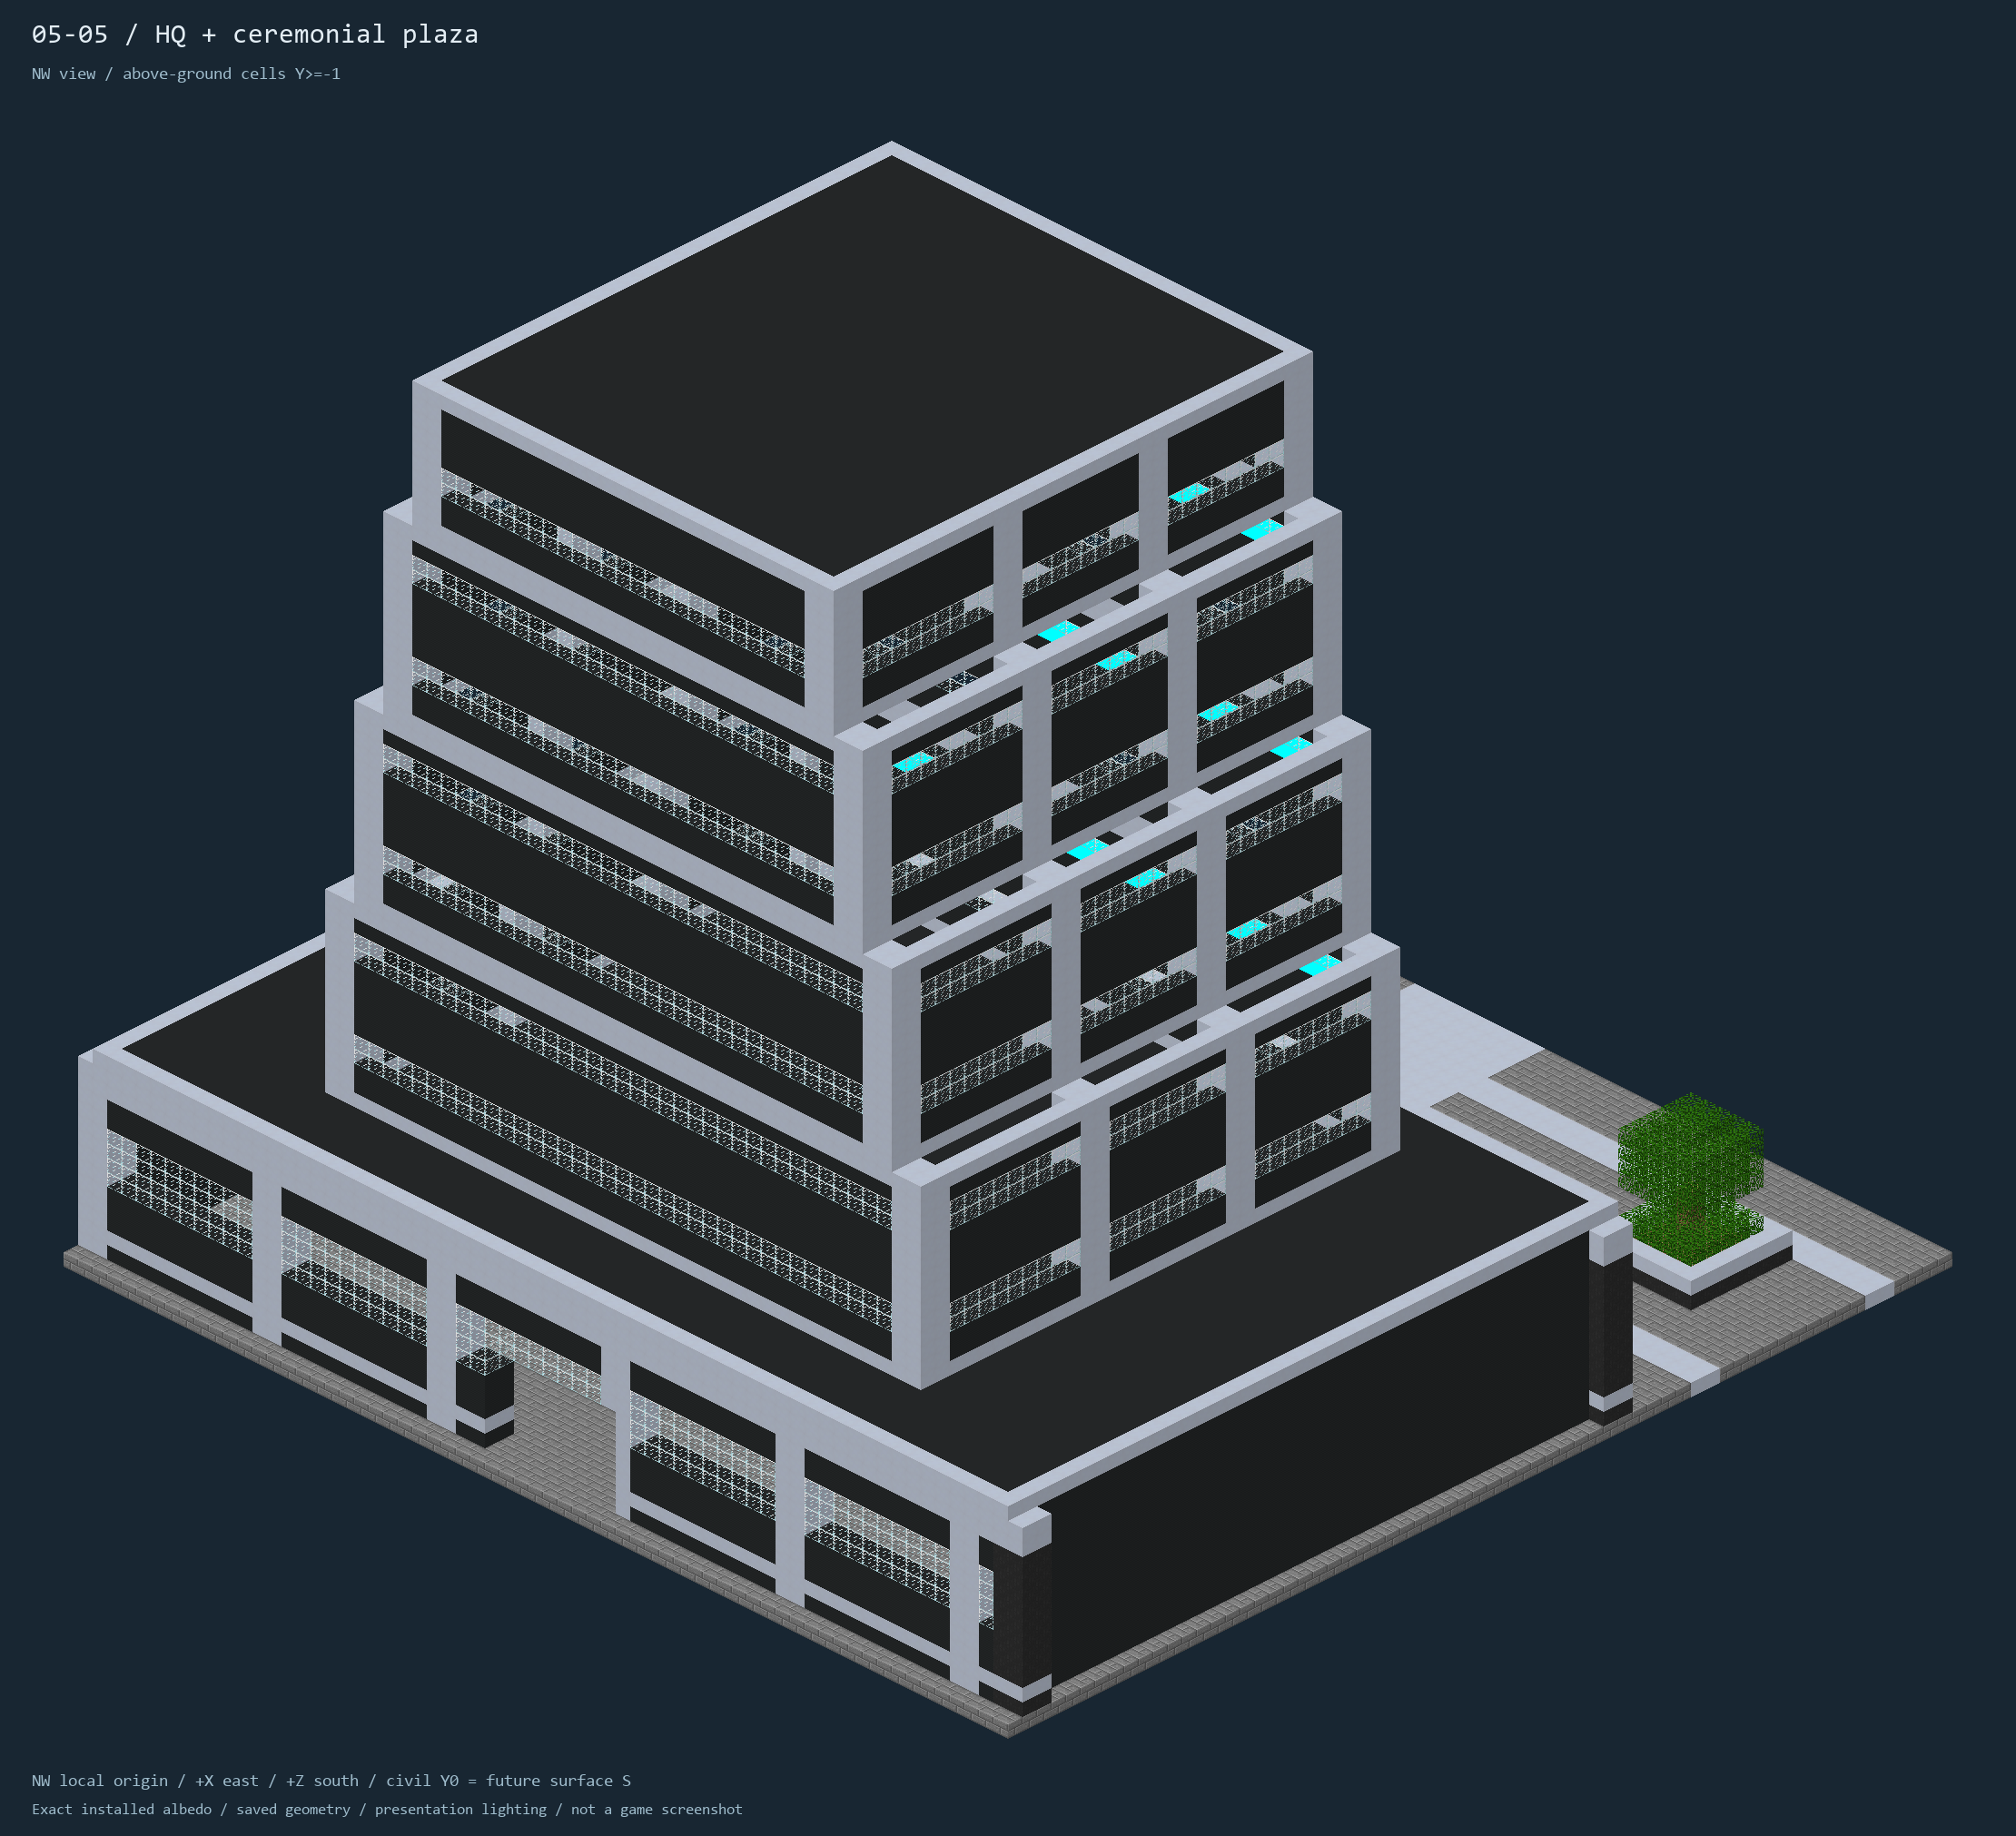 05-05 / HQ + ceremonial plaza
NW view / above-ground cells Y>=-1
NW local origin / +X east / +Z south / civil Y0 = future surface S
Exact installed albedo / saved geometry / presentation lighting / not a game screenshot